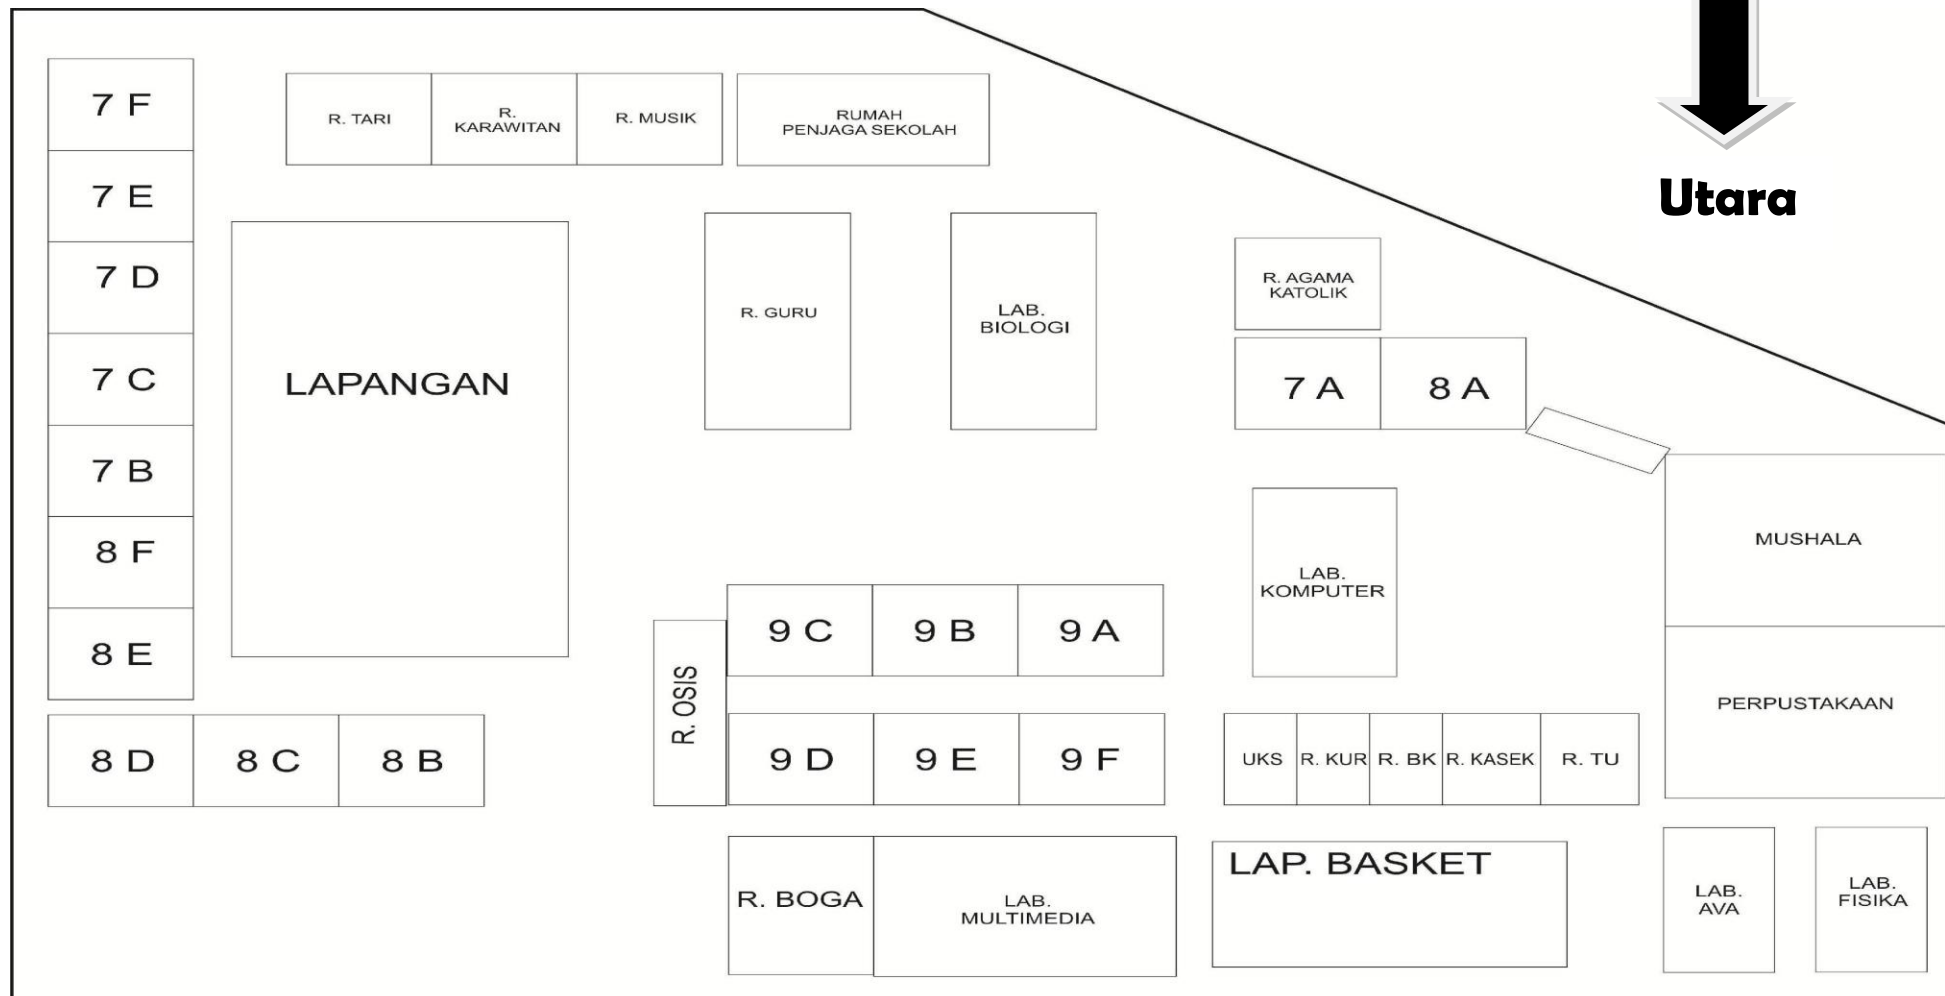 7 F
R. TARI
R.
KARAWITAN
R. MUSIK
RUMAH
PENJAGA SEKOLAH
Utara
7 E
7 D
LAPANGAN
R. GURU
LAB.
BIOLOGI
R. AGAMA
KATOLIK
7 C
7 A
8 A
7 B
8 F
MUSHALA
LAB.
KOMPUTER
8 E
R. OSIS
9 C
9 B
9 A
PERPUSTAKAAN
8 D
8 C
8 B
9 D
9 E
9 F
UKS
R. KUR
R. BK
R. KASEK
R. TU
R. BOGA
LAB.
MULTIMEDIA
LAP. BASKET
LAB.
AVA
LAB.
FISIKA